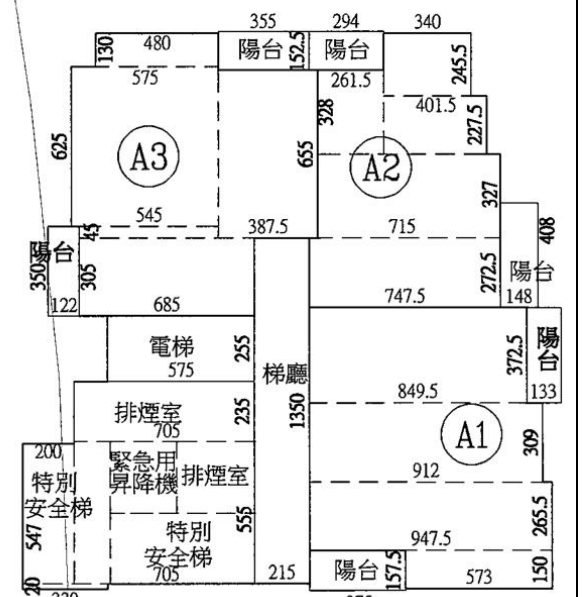 355 294 340
130 480 陽台 152.5 陽台 245.5
575 261.5
328 401.5
625 A3 655 A2 227.5
327
545 387.5 715 408
45
陽台
350 305 272.5 陽台
122 685 747.5 148
電梯 255 372.5 陽台
575 梯廳
849.5 133
排煙室 235 1350
705 A1 309
200 緊急用 912
特別 昇降機 排煙室
安全梯
547 特別 555 265.5
安全梯 947.5
705 215 陽台 157.5 573 150
20